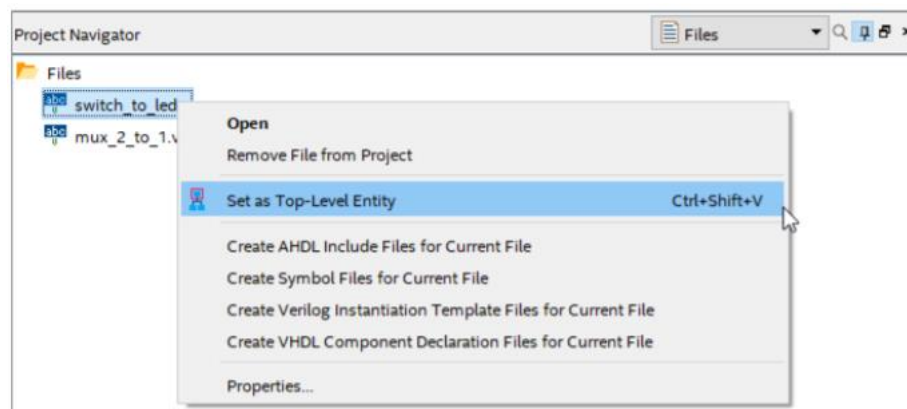 Project Navigator Files
Files
abc switch_to_led
abc mux_2_to_1.v
Open
Remove File from Project
Set as Top-Level Entity Ctrl+Shift+V
Create AHDL Include Files for Current File
Create Symbol Files for Current File
Create Verilog Instantiation Template Files for Current File
Create VHDL Component Declaration Files for Current File
Properties...